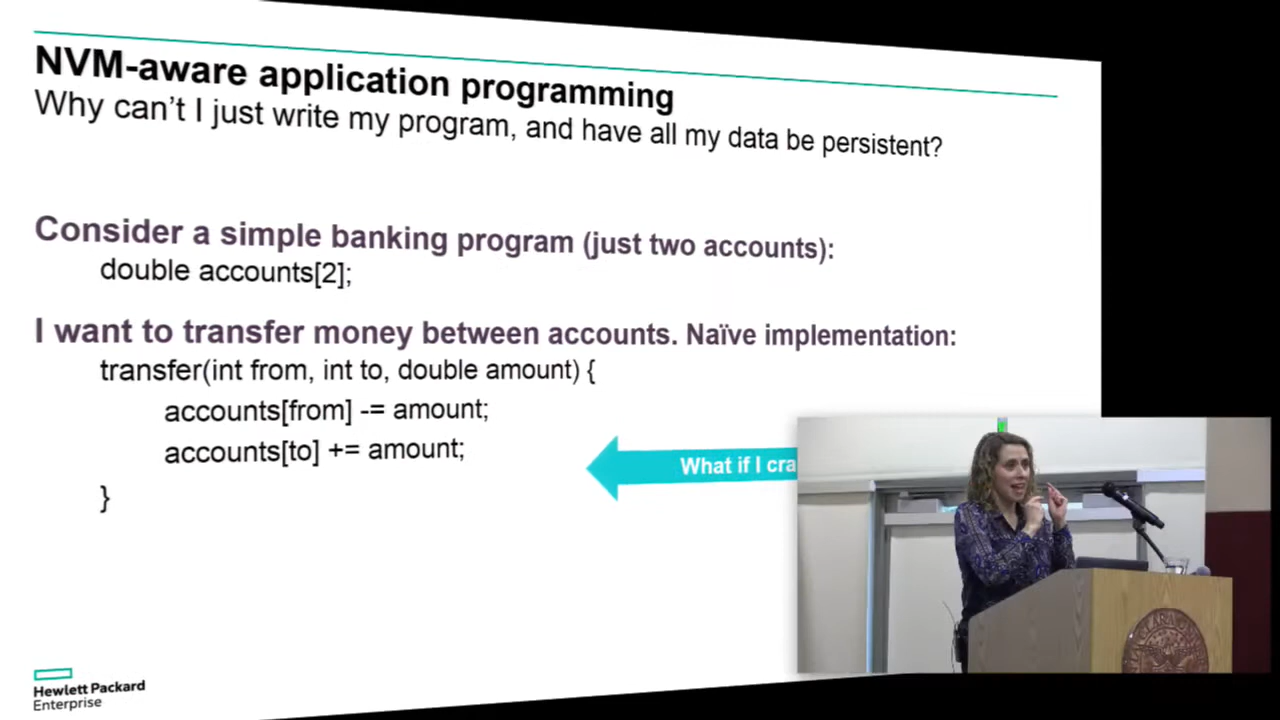 NVM-aware application programming
Why can't I just write my program, and have all my data be persistent?
Consider a simple banking program (just two accounts):
double accounts[2];
I want to transfer money between accounts. Naïve implementation:
transfer(int from, int to, double amount) {
accounts[from] -= amount;
accounts[to] += amount;
What if I cra
}
Hewlett Packard
Enterprise